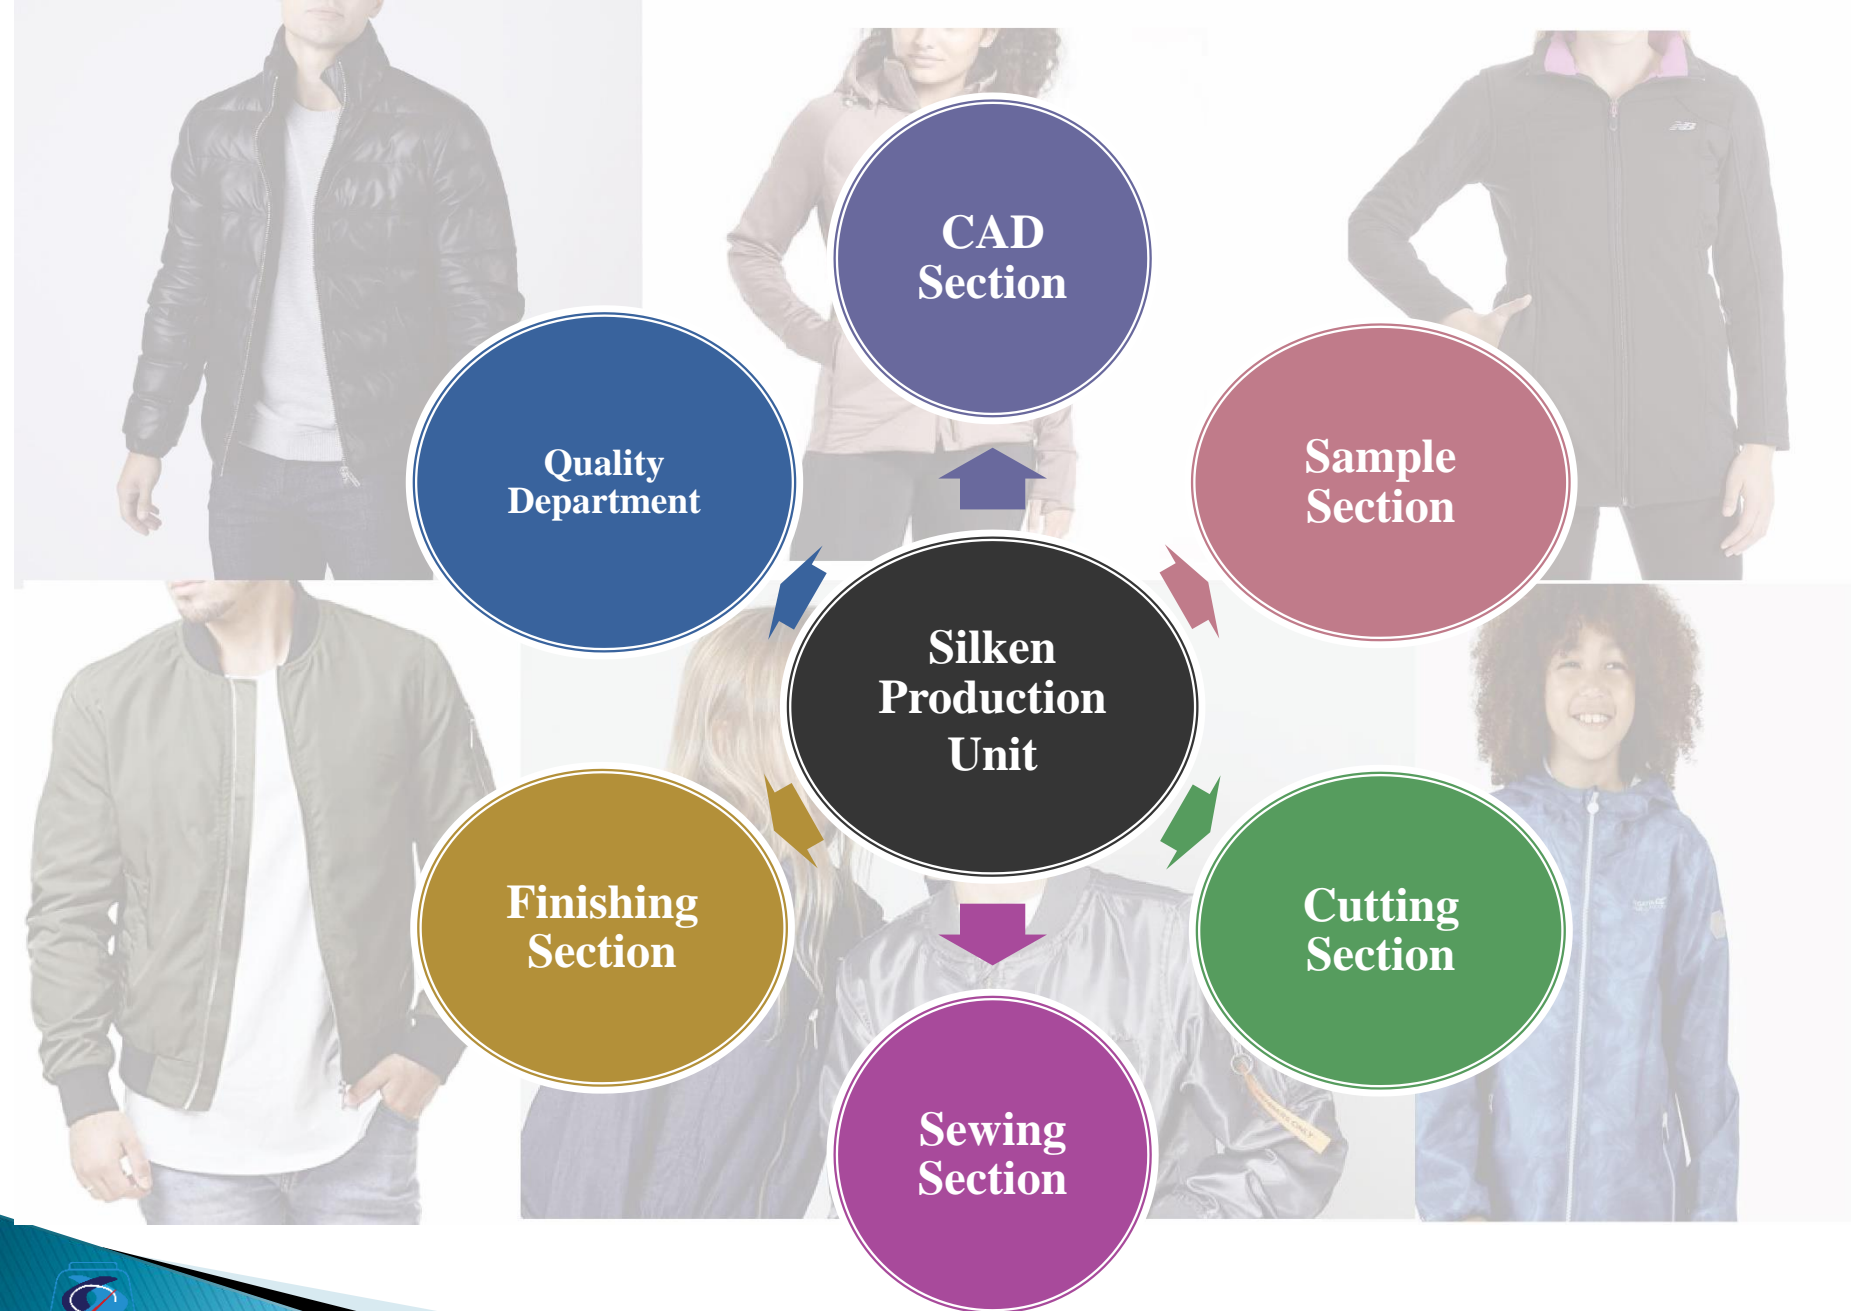 CAD
Section
Quality
Department
Sample
Section
Silken
Production
Unit
Finishing
Section
Cutting
Section
Sewing
Section